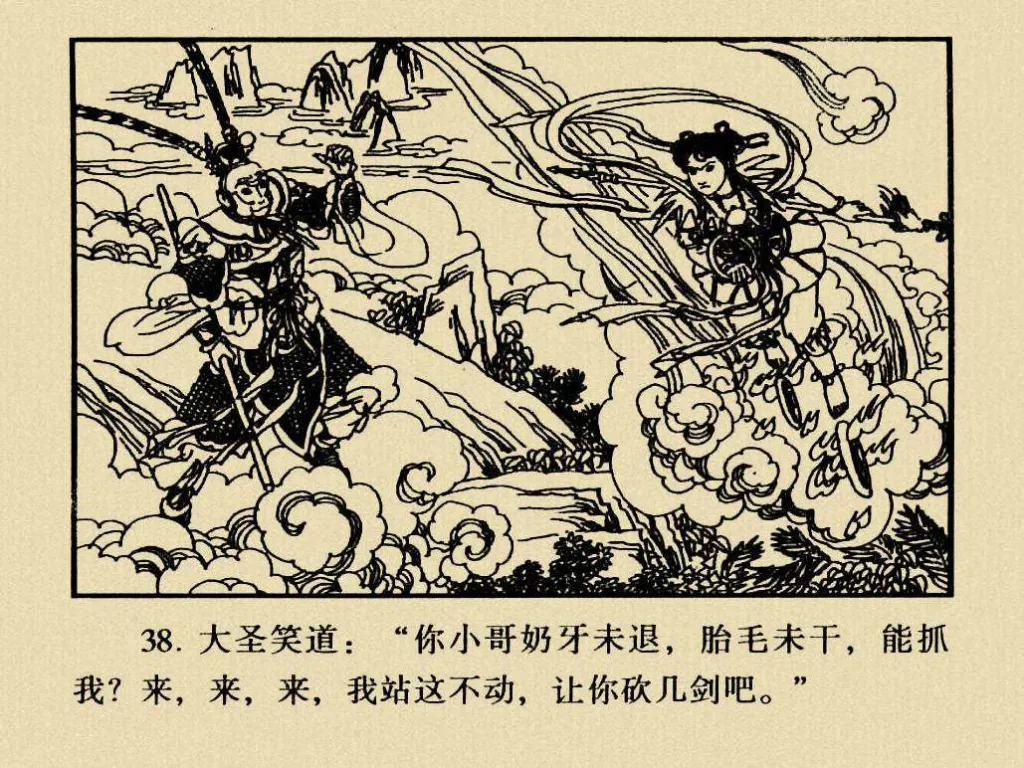 38. 大圣笑道：“你小哥奶牙未退，胎毛未干，能抓
我？来，来，来，我站这不动，让你砍几剑吧。”